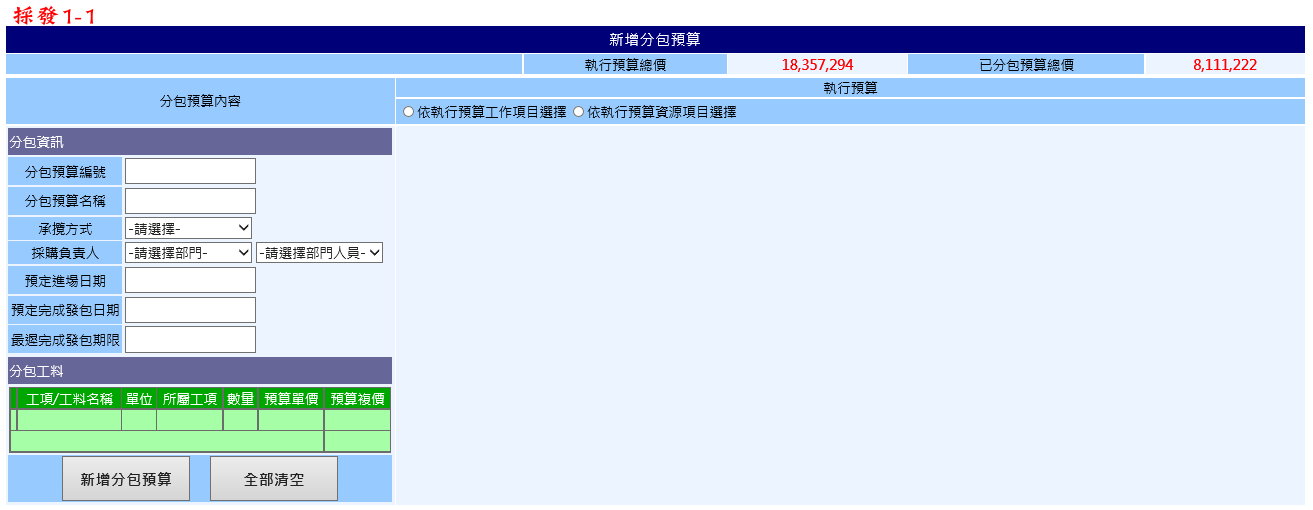 採發1-1
新增分包預算
執行預算總價 18,357,294 已分包預算總價 8,111,222
分包預算內容
執行預算
依執行預算工作項目選擇 依執行預算資源項目選擇
分包資訊
分包預算編號
分包預算名稱
承攬方式 -請選擇-
採購負責人 -請選擇部門- -請選擇部門人員-
預定進場日期
預定完成發包日期
最遲完成發包期限
分包工料
工項/工料名稱 單位 所屬工項 數量 預算單價 預算複價
新增分包預算 全部清空